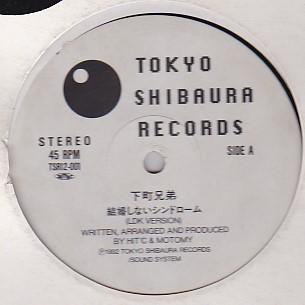 TOKYO
SHIBAURA
RECORDS
STEREO
45 RPM
TSR12-001
SIDE A
下町兄弟
結婚しないシンドローム
(LDK VERSION)
WRITTEN, ARRANGED AND PRODUCED
BY HIT'C & MOTOMY
Ⓟ1992 TOKYO SHIBAURA RECORDS
/SOUND SYSTEM